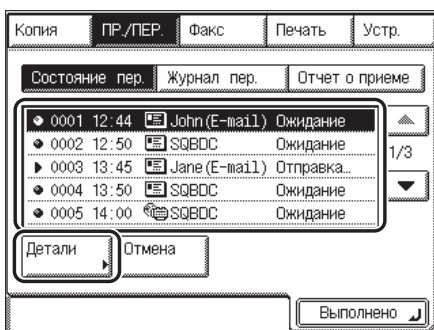 Копия ПР./ПЕР. Факс Печать Устр.
Состояние пер. Журнал пер. Отчет о приеме
0001 12:44 John(E-mail) Ожидание
0002 12:50 SQBDC Ожидание
1/3
0003 13:45 Jane(E-mail) Отправка…
0004 13:50 SQBDC Ожидание
0005 14:00 SQBDC Ожидание
Детали Отмена
Выполнено